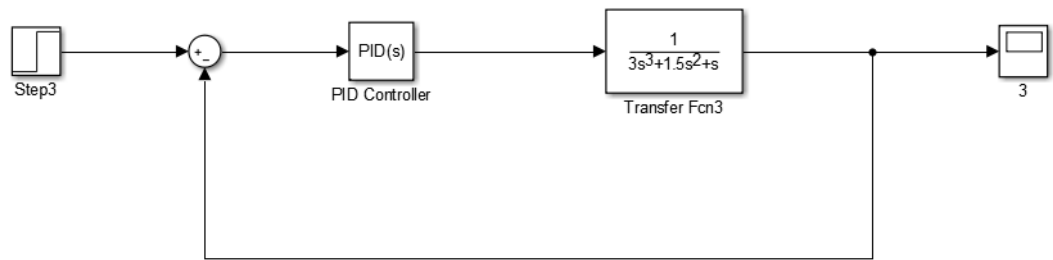 Step3
+
−
PID(s)
PID Controller
1
3s³+1.5s²+s
Transfer Fcn3
3